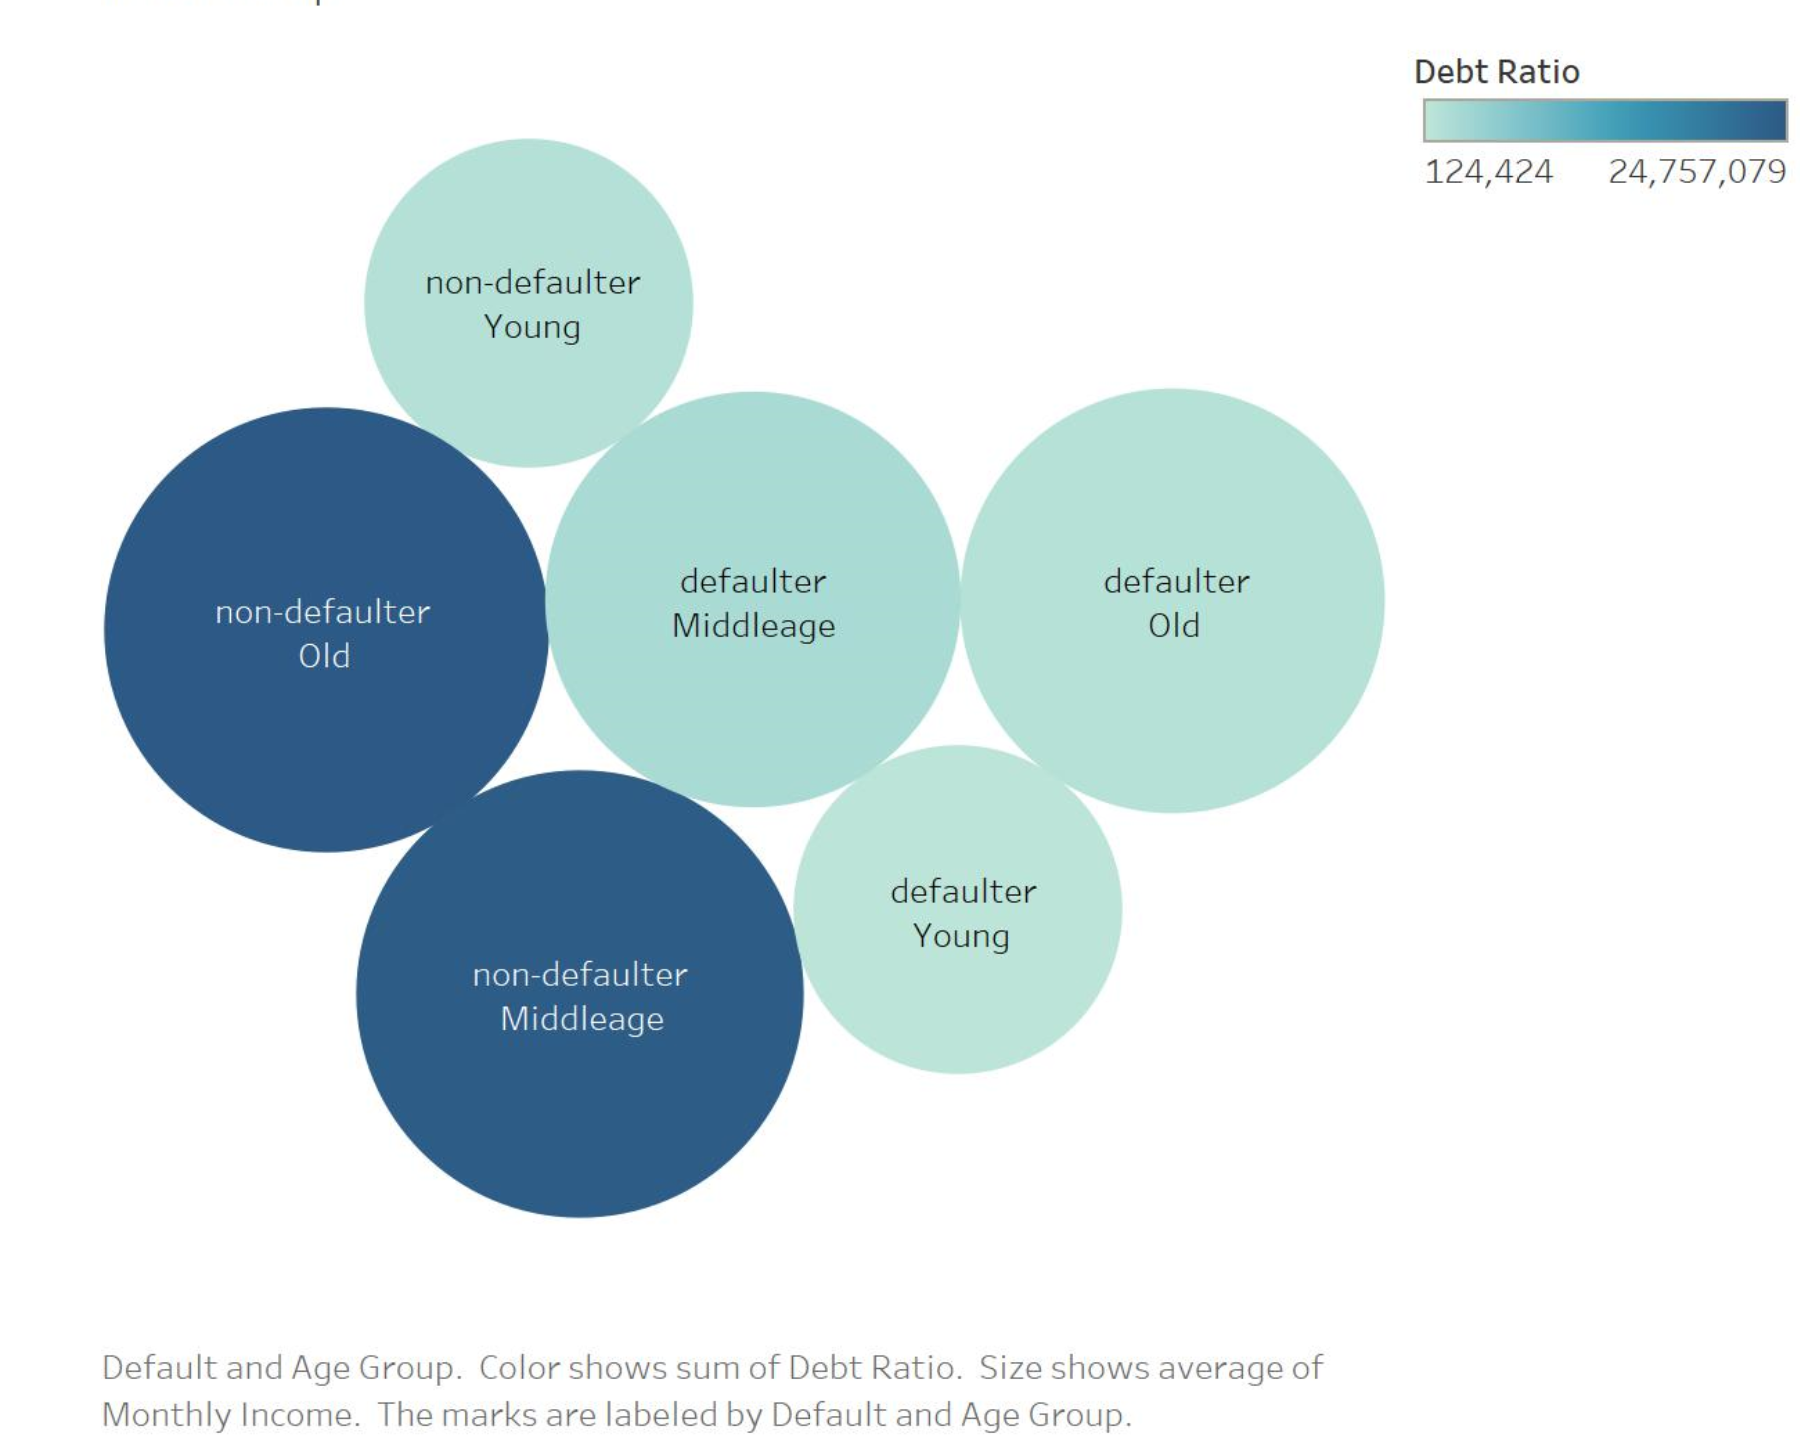 Debt Ratio
124,424 24,757,079
non-defaulter
Young
non-defaulter
Old
defaulter
Middleage
defaulter
Old
defaulter
Young
non-defaulter
Middleage
Default and Age Group. Color shows sum of Debt Ratio. Size shows average of
Monthly Income. The marks are labeled by Default and Age Group.